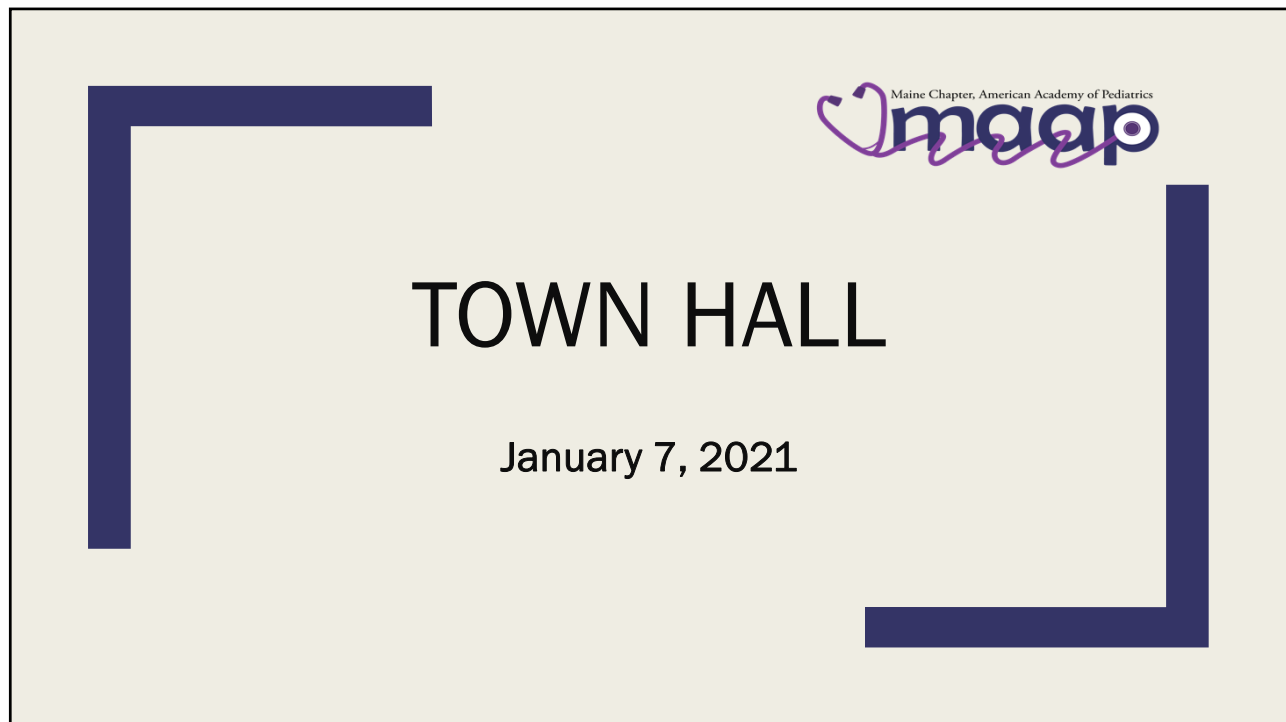 Maine Chapter, American Academy of Pediatrics
maap
TOWN HALL
January 7, 2021